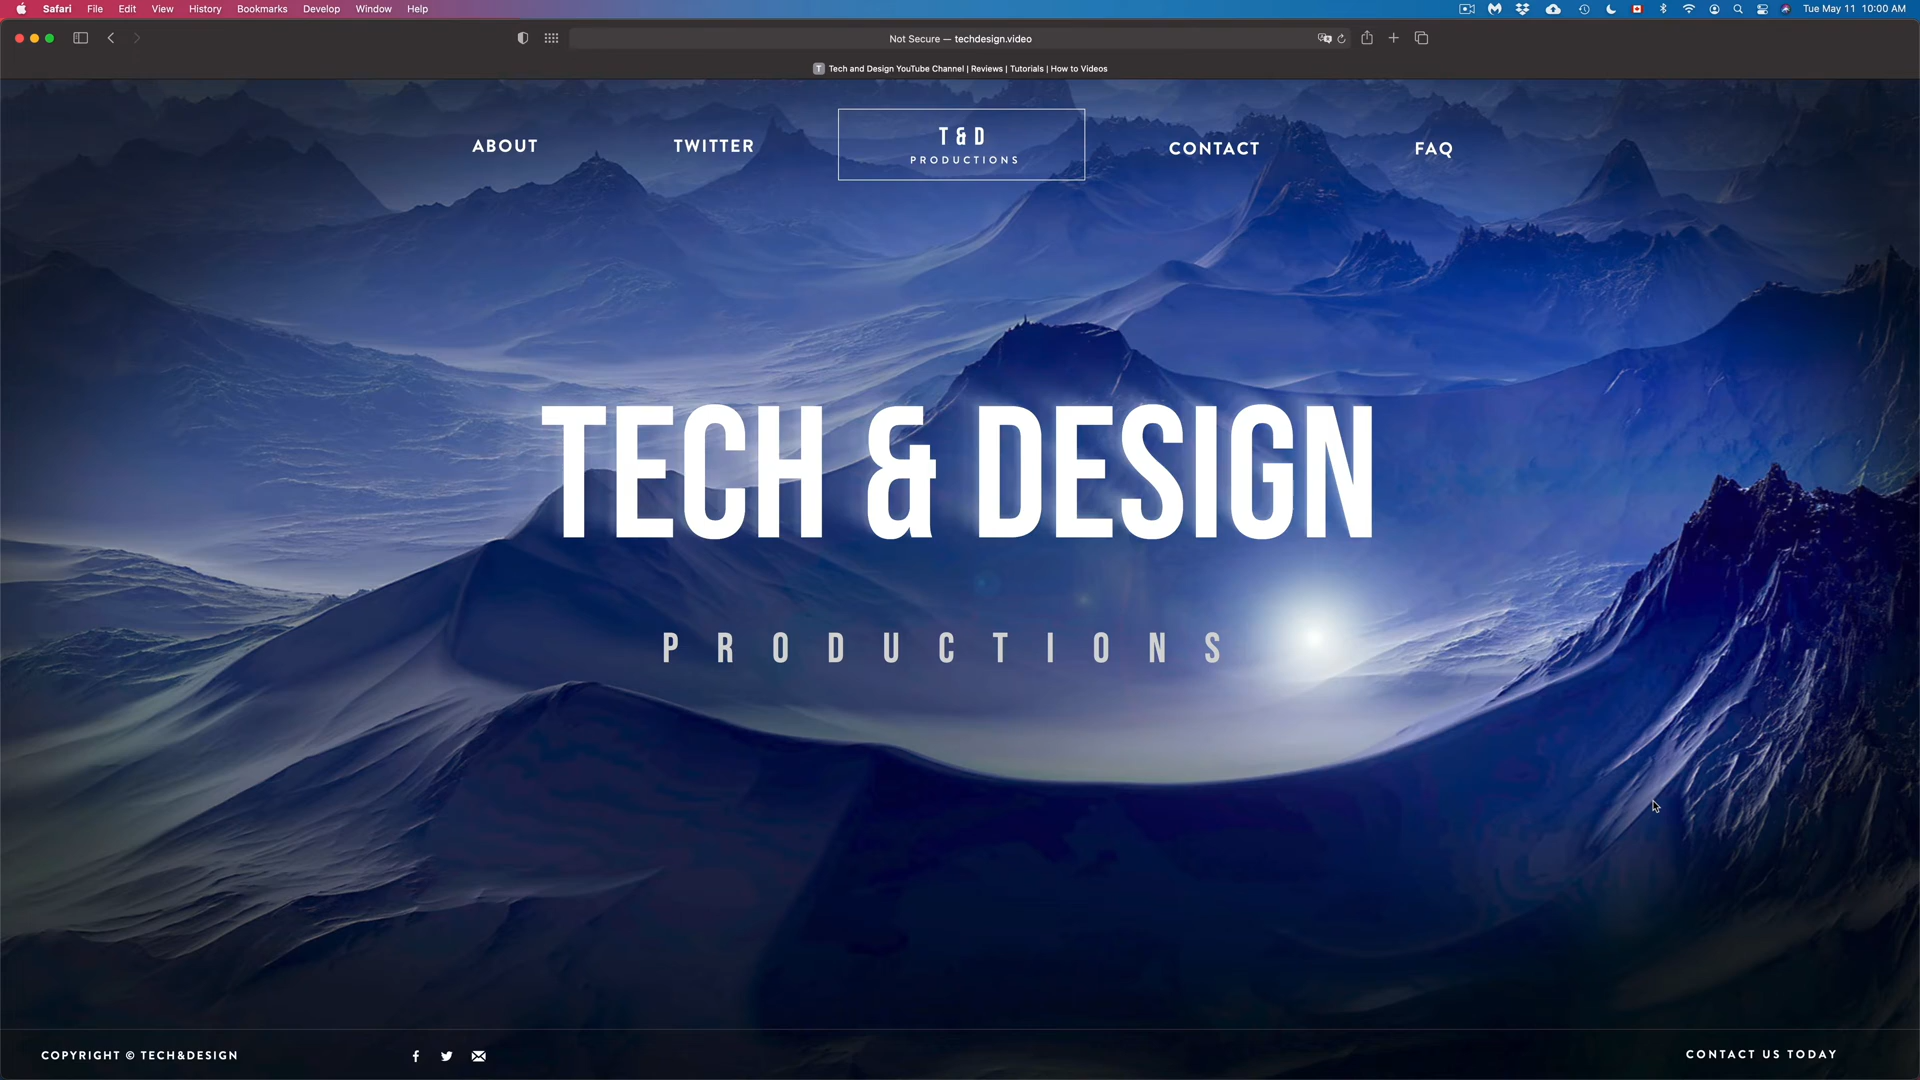 Safari File Edit View History Bookmarks Develop Window Help Tue May 11 10:00 AM
Not Secure — techdesign.video
T Tech and Design YouTube Channel | Reviews | Tutorials | How to Videos
ABOUT TWITTER T & D CONTACT FAQ
PRODUCTIONS
TECH & DESIGN
PRODUCTIONS
COPYRIGHT © TECH&DESIGN CONTACT US TODAY